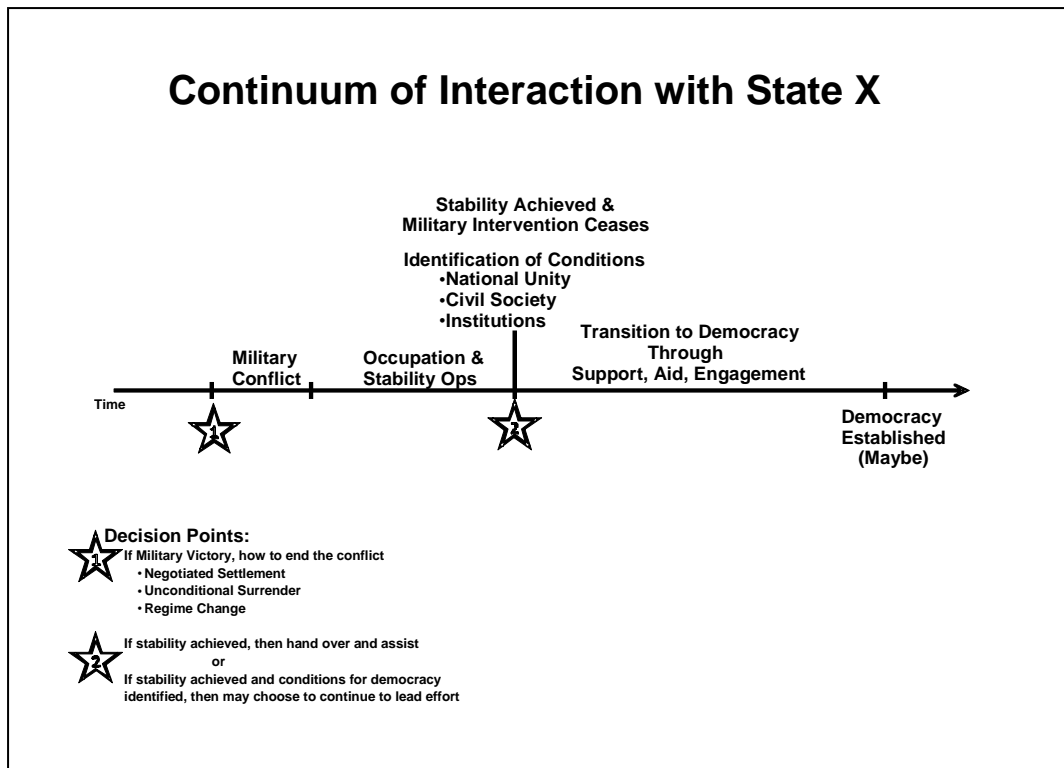 Continuum of Interaction with State X
Stability Achieved &
Military Intervention Ceases
Identification of Conditions
•National Unity
•Civil Society
•Institutions
Military
Conflict
Occupation &
Stability Ops
Transition to Democracy
Through
Support, Aid, Engagement
Time
1
2
Democracy
Established
(Maybe)
Decision Points:
1
If Military Victory, how to end the conflict
• Negotiated Settlement
• Unconditional Surrender
• Regime Change
2
If stability achieved, then hand over and assist
or
If stability achieved and conditions for democracy
identified, then may choose to continue to lead effort